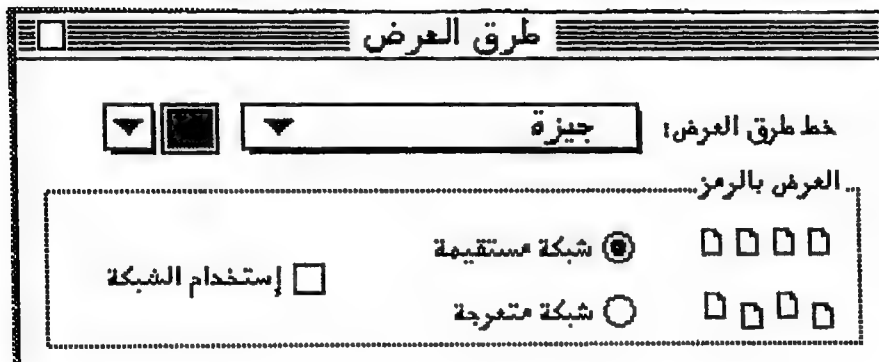 طرق العرض
خط طرق العرض: جيزة
العرض بالرمز
شبكة مستقيمة
إستخدام الشبكة
شبكة متعرجة